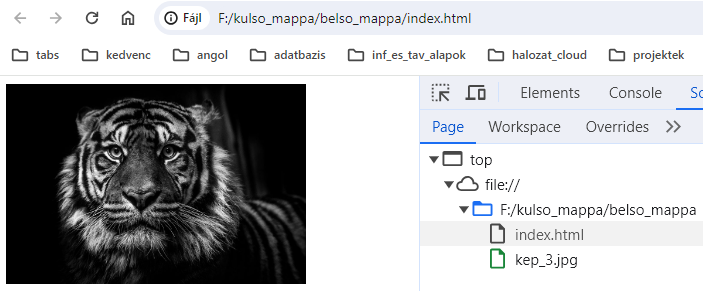 Fájl F:/kulso_mappa/belso_mappa/index.html
tabs kedvenc angol adatbazis inf_es_tav_alapok halozat_cloud projektek
Elements Console
Page Workspace Overrides
top
file://
F:/kulso_mappa/belso_mappa
index.html
kep_3.jpg